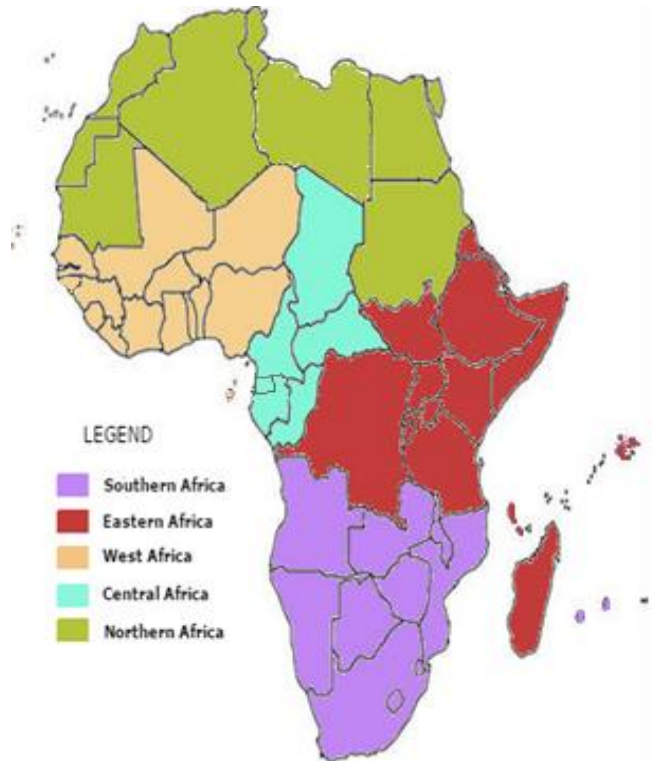 LEGEND
Southern Africa
Eastern Africa
West Africa
Central Africa
Northern Africa